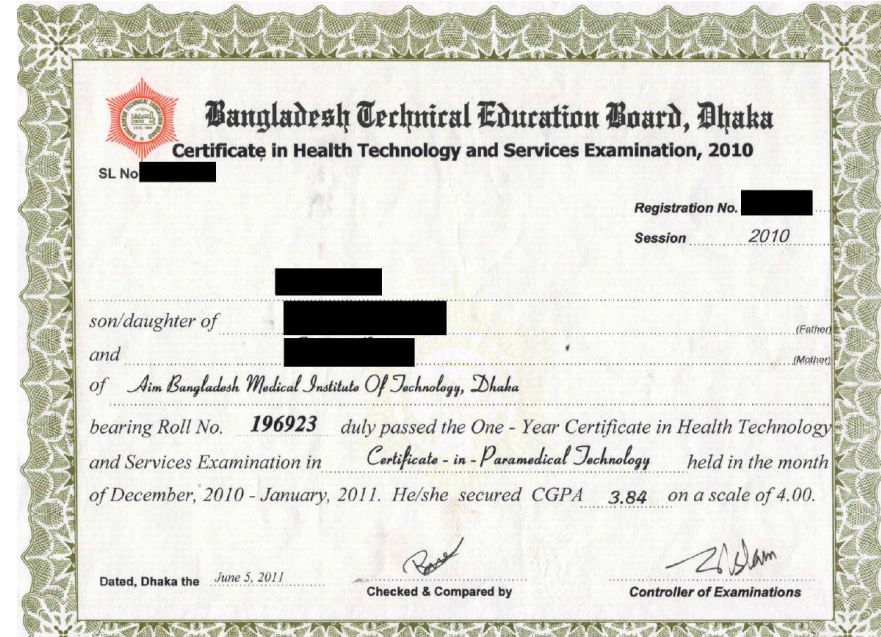 Bangladesh Technical Education Board, Dhaka
Certificate in Health Technology and Services Examination, 2010
SL No
Registration No.
Session 2010
son/daughter of (Father)
and (Mother)
of Aim Bangladesh Medical Institute Of Technology, Dhaka
bearing Roll No. 196923 duly passed the One - Year Certificate in Health Technology
and Services Examination in Certificate - in - Paramedical Technology held in the month
of December, 2010 - January, 2011. He/she secured CGPA 3.84 on a scale of 4.00.
Dated, Dhaka the June 5, 2011
Checked & Compared by
Controller of Examinations